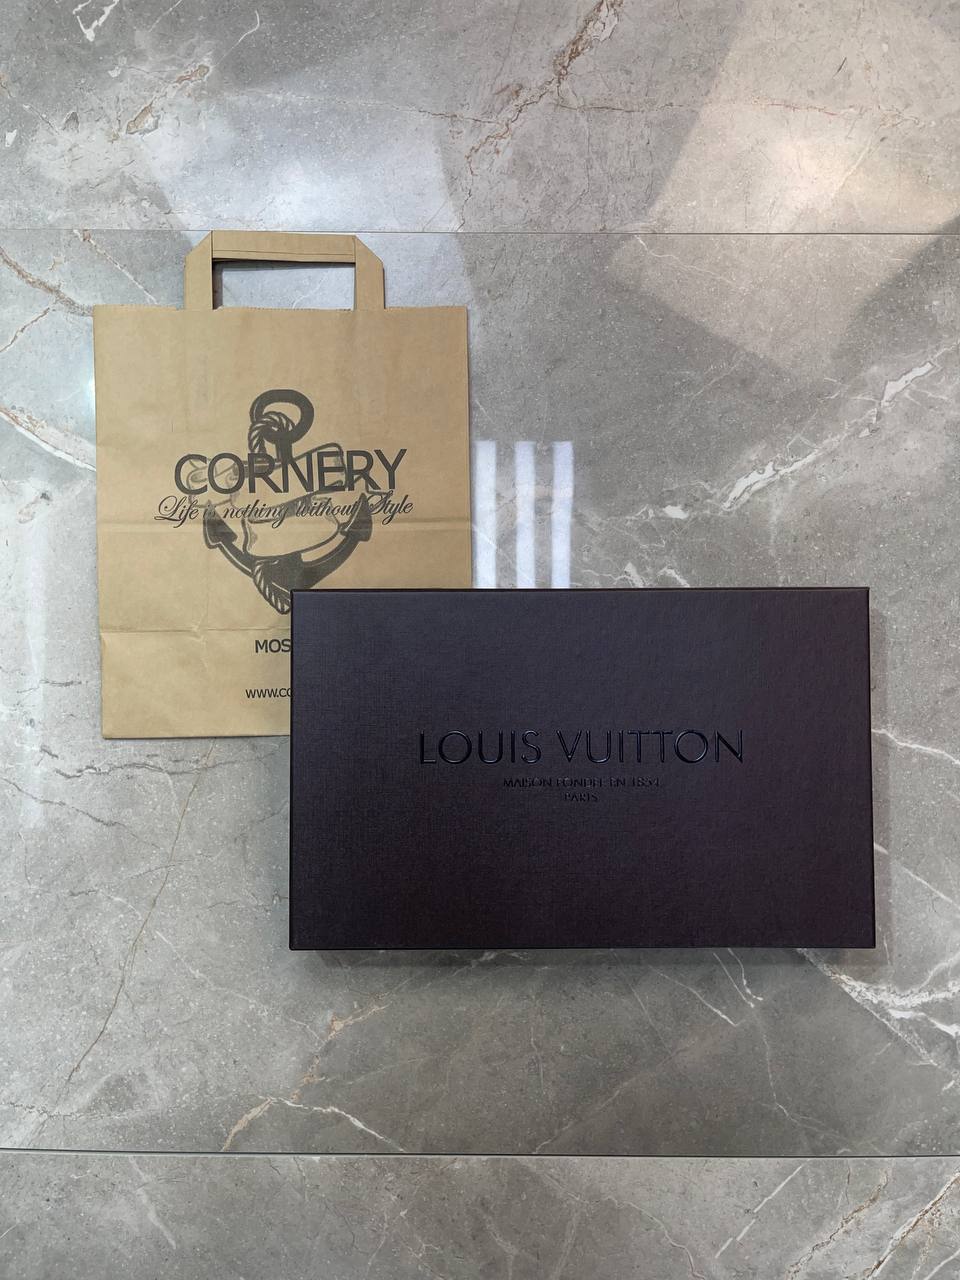 CORNERY
Life is nothing without Style
MOS
www.co
LOUIS VUITTON
MAISON FONDÉE EN 1854
PARIS